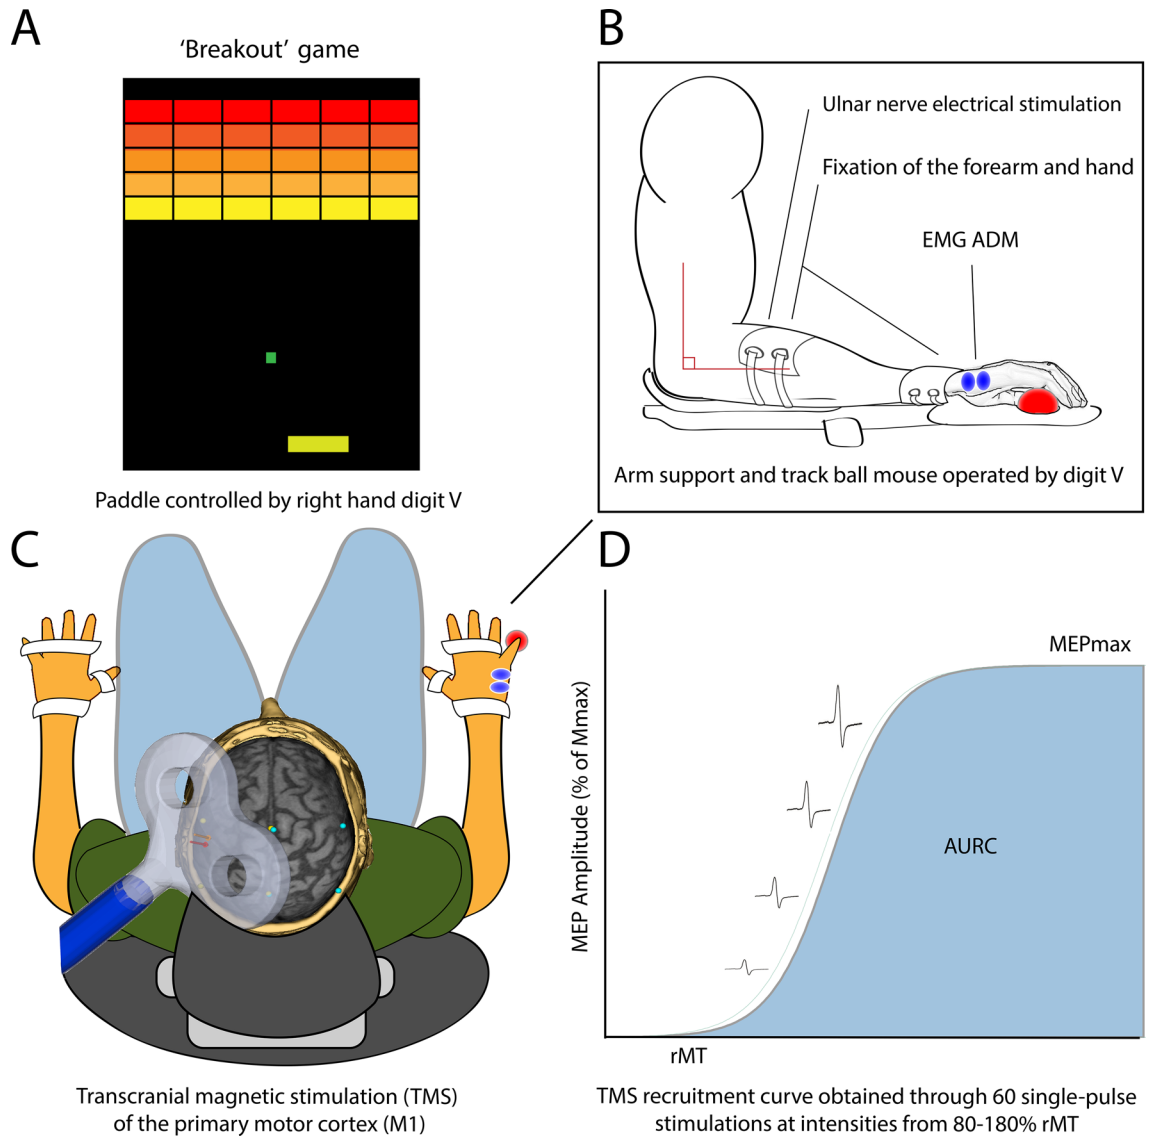 A
'Breakout' game
Paddle controlled by right hand digit V
B
Ulnar nerve electrical stimulation
Fixation of the forearm and hand
EMG ADM
Arm support and track ball mouse operated by digit V
C
Transcranial magnetic stimulation (TMS)
of the primary motor cortex (M1)
D
MEPmax
MEP Amplitude (% of Mmax)
AURC
rMT
TMS recruitment curve obtained through 60 single-pulse
stimulations at intensities from 80-180% rMT